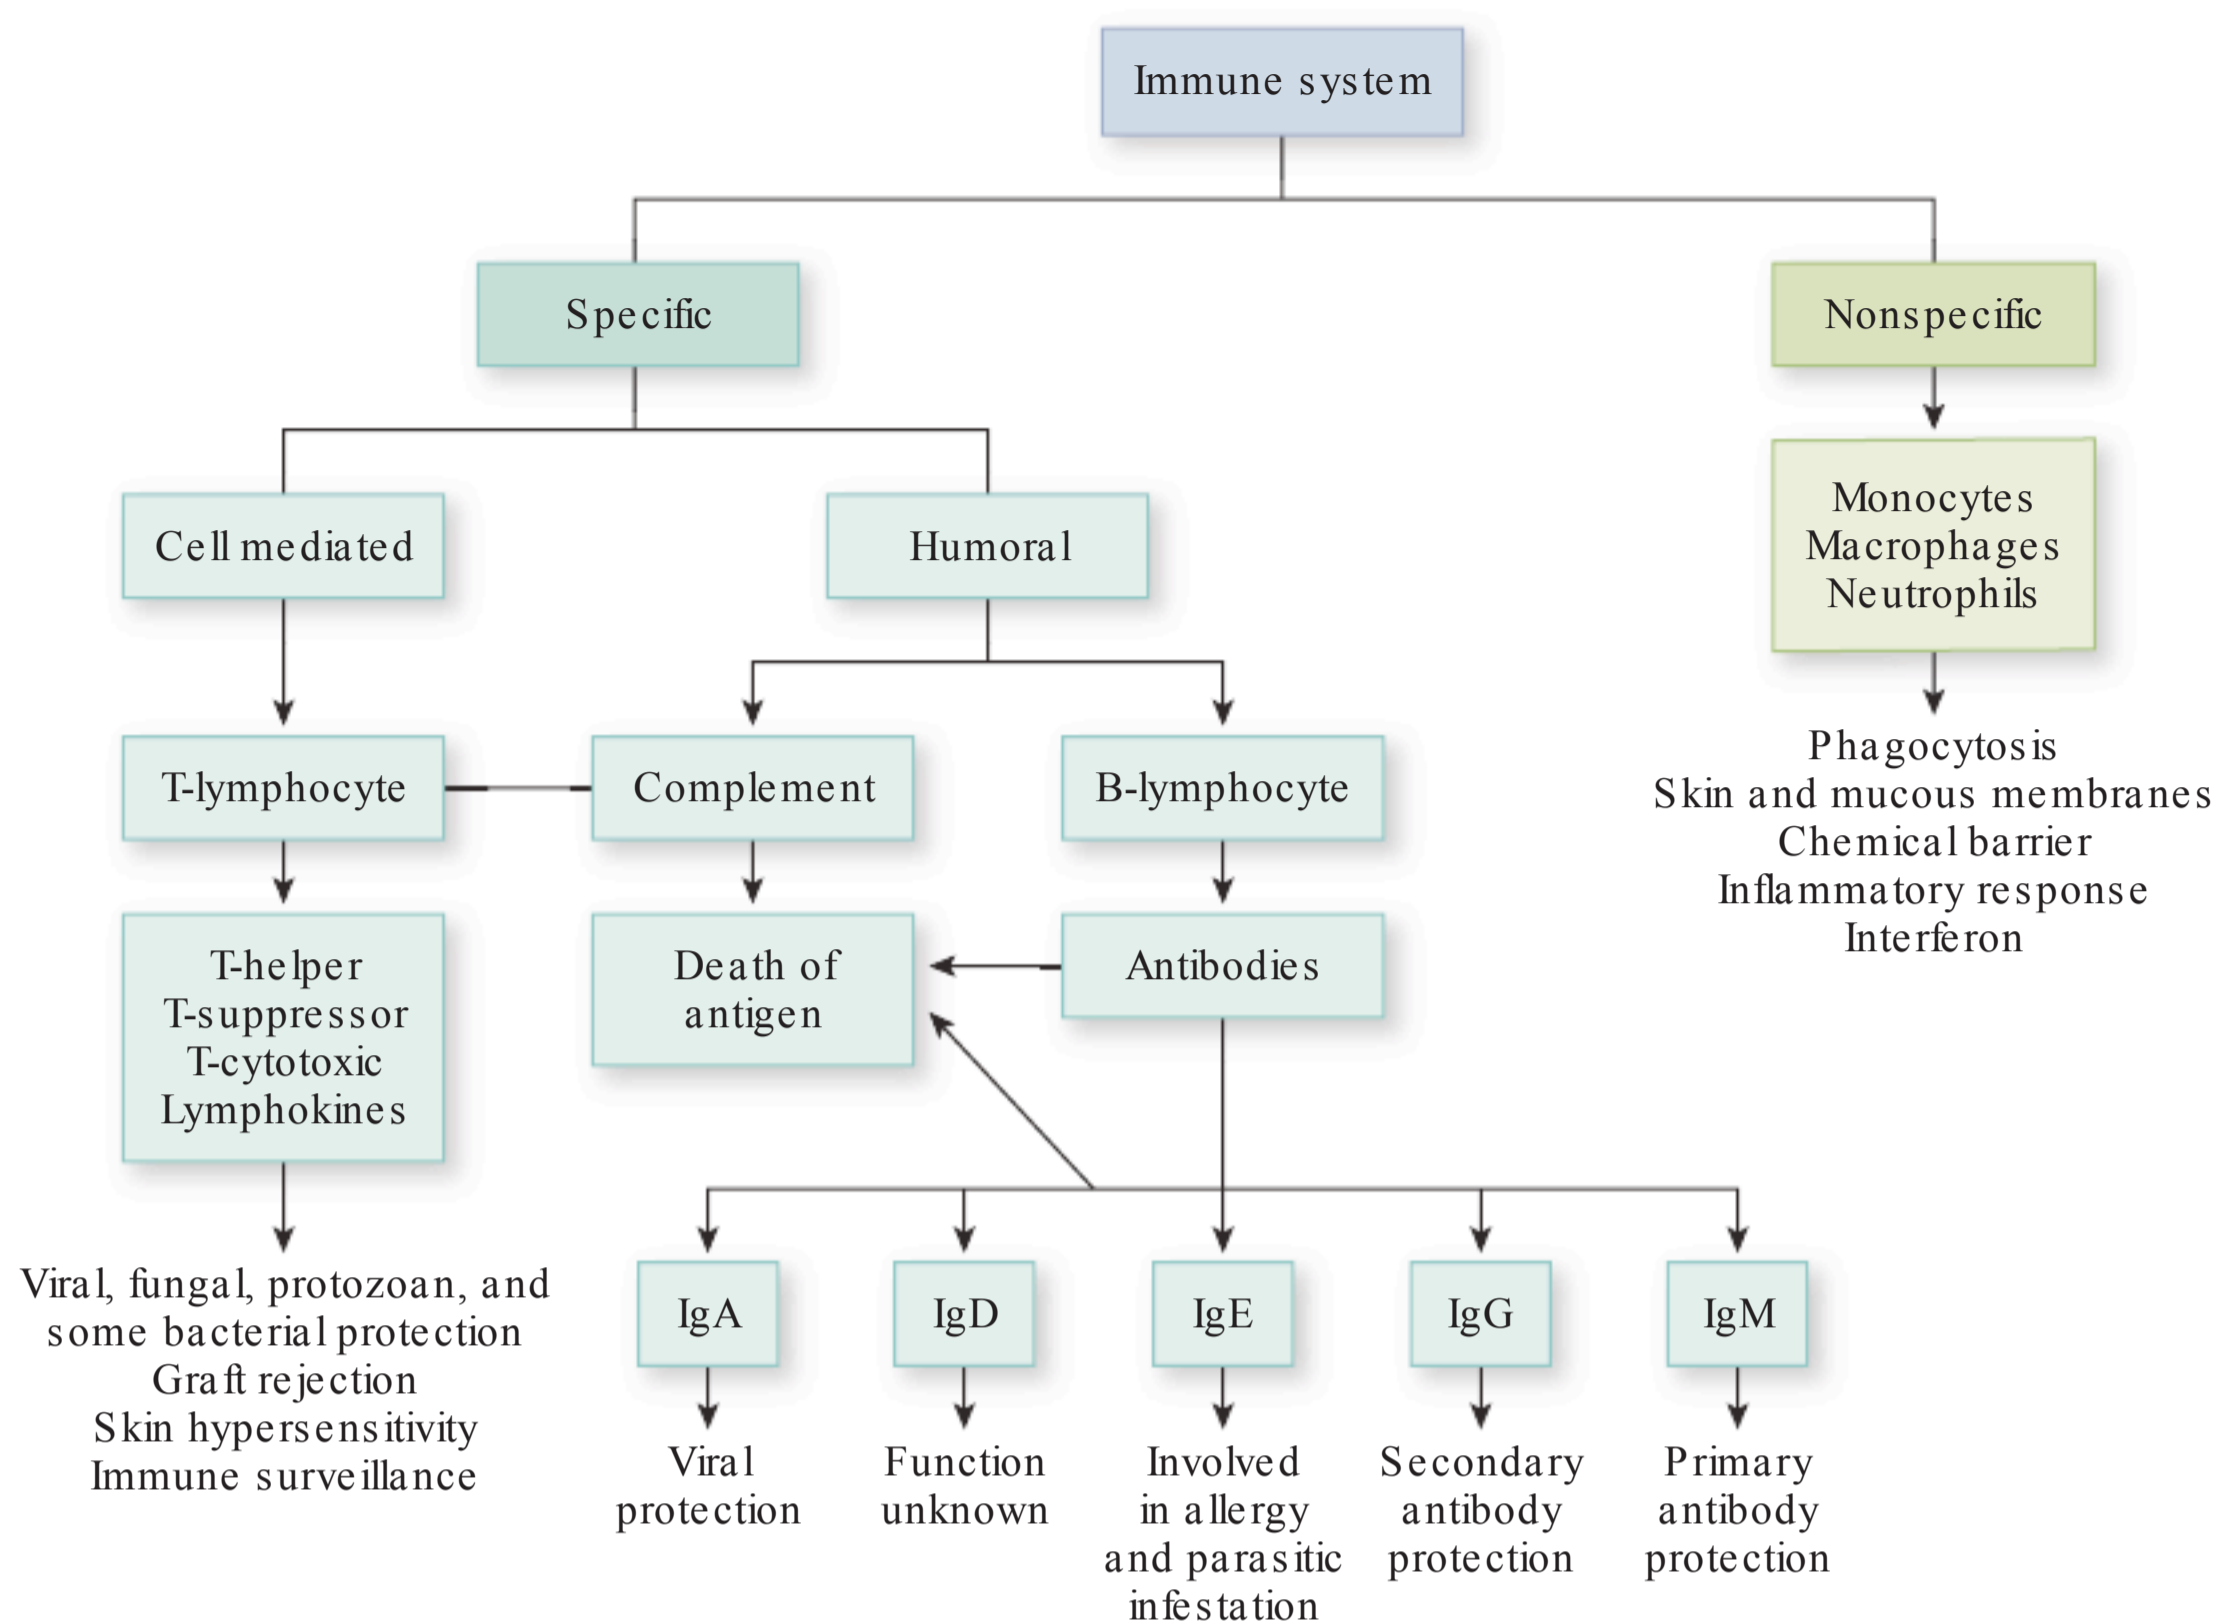 Immune system
Specific
Nonspecific
Cell mediated
Humoral
Monocytes
Macrophages
Neutrophils
T-lymphocyte
Complement
B-lymphocyte
Phagocytosis
Skin and mucous membranes
Chemical barrier
Inflammatory response
Interferon
T-helper
T-suppressor
T-cytotoxic
Lymphokines
Death of
antigen
Antibodies
Viral, fungal, protozoan, and
some bacterial protection
Graft rejection
Skin hypersensitivity
Immune surveillance
IgA
IgD
IgE
IgG
IgM
Viral
protection
Function
unknown
Involved
in allergy
and parasitic
infestation
Secondary
antibody
protection
Primary
antibody
protection